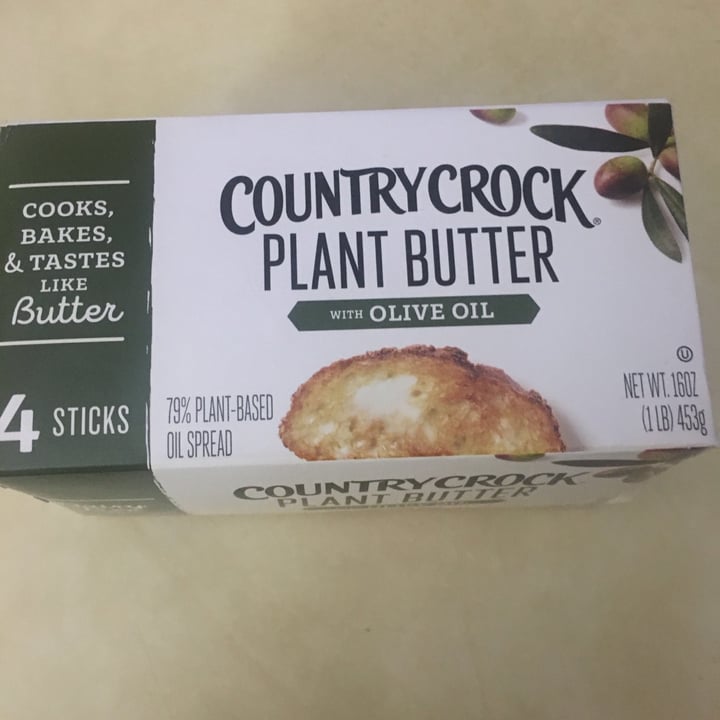 COOKS,
BAKES,
& TASTES
LIKE
Butter
4 STICKS
COUNTRY CROCK®
PLANT BUTTER
WITH OLIVE OIL
79% PLANT-BASED
OIL SPREAD
U
NET WT. 16OZ
(1 LB) 453g
COUNTRY CROCK
PLANT BUTTER